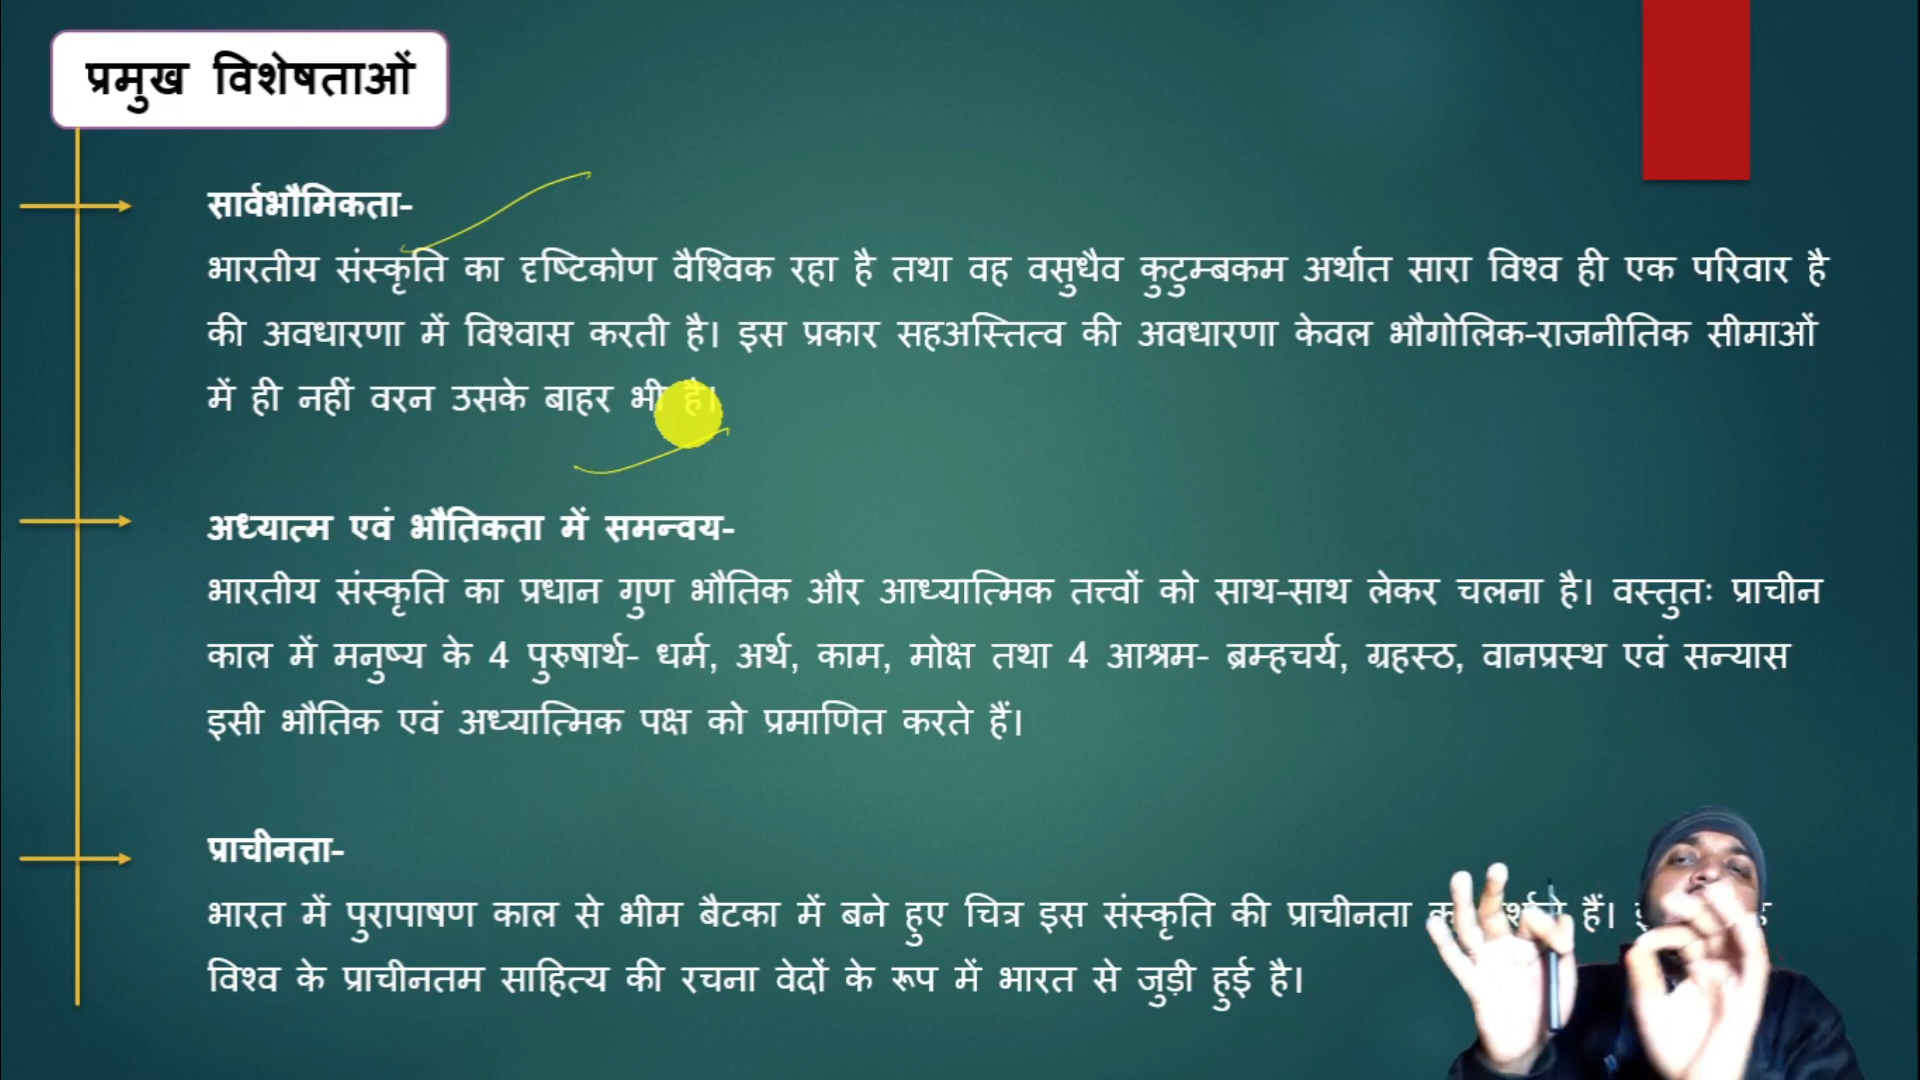 प्रमुख विशेषताओं
सार्वभौमिकता-
भारतीय संस्कृति का दृष्टिकोण वैश्विक रहा है तथा वह वसुधैव कुटुम्बकम अर्थात सारा विश्व ही एक परिवार है
की अवधारणा में विश्वास करती है। इस प्रकार सहअस्तित्व की अवधारणा केवल भौगोलिक-राजनीतिक सीमाओं
में ही नहीं वरन उसके बाहर भी है।
अध्यात्म एवं भौतिकता में समन्वय-
भारतीय संस्कृति का प्रधान गुण भौतिक और आध्यात्मिक तत्त्वों को साथ-साथ लेकर चलना है। वस्तुतः प्राचीन
काल में मनुष्य के 4 पुरुषार्थ- धर्म, अर्थ, काम, मोक्ष तथा 4 आश्रम- ब्रम्हचर्य, ग्रहस्ठ, वानप्रस्थ एवं सन्यास
इसी भौतिक एवं अध्यात्मिक पक्ष को प्रमाणित करते हैं।
प्राचीनता-
भारत में पुरापाषण काल से भीम बैटका में बने हुए चित्र इस संस्कृति की प्राचीनता हैं।
विश्व के प्राचीनतम साहित्य की रचना वेदों के रूप में भारत से जुड़ी हुई है।